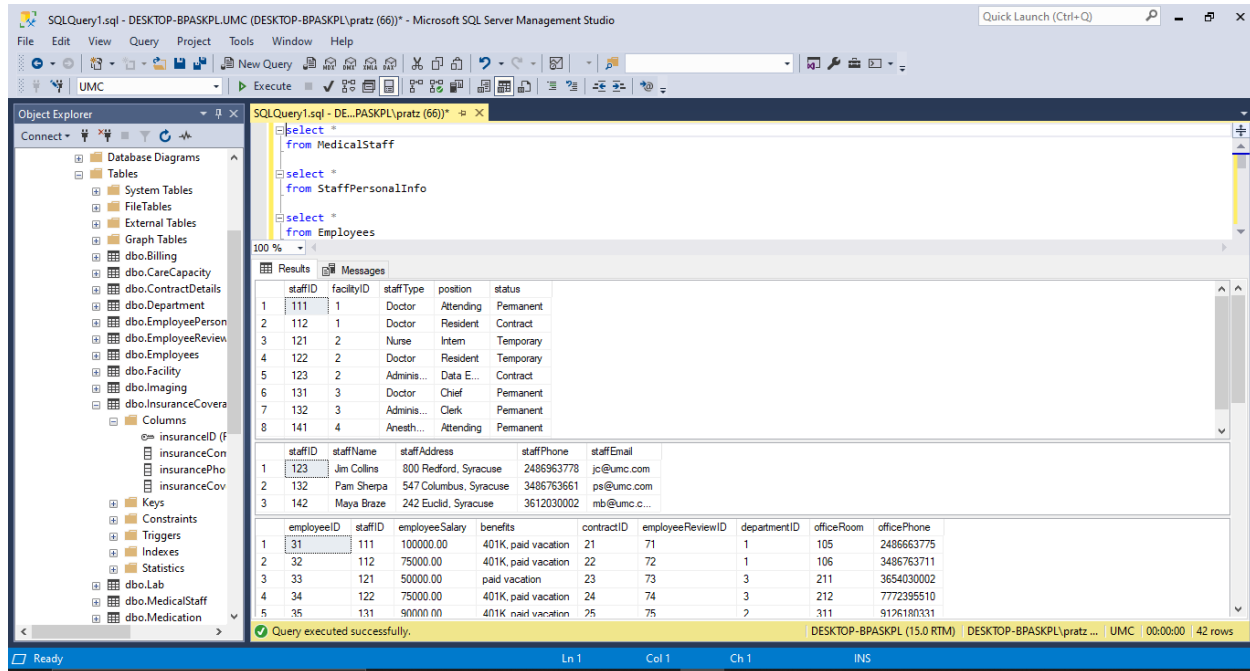 SQLQuery1.sql - DESKTOP-BPASKPL.UMC (DESKTOP-BPASKPL\pratz (66))* - Microsoft SQL Server Management Studio
Quick Launch (Ctrl+Q)
File Edit View Query Project Tools Window Help
New Query
UMC Execute
Object Explorer
SQLQuery1.sql - DE...PASKPL\pratz (66))*
Connect
Database Diagrams
Tables
System Tables
FileTables
External Tables
Graph Tables
dbo.Billing
dbo.CareCapacity
dbo.ContractDetails
dbo.Department
dbo.EmployeePerson
dbo.EmployeeReview
dbo.Employees
dbo.Facility
dbo.Imaging
dbo.InsuranceCovera
Columns
insuranceID (F
insuranceCom
insurancePho
insuranceCov
Keys
Constraints
Triggers
Indexes
Statistics
dbo.Lab
dbo.MedicalStaff
dbo.Medication
select *
from MedicalStaff
select *
from StaffPersonalInfo
select *
from Employees
100 %
Results Messages
staffID facilityID staffType position status
1 111 1 Doctor Attending Permanent
2 112 1 Doctor Resident Contract
3 121 2 Nurse Intern Temporary
4 122 2 Doctor Resident Temporary
5 123 2 Adminis... Data E... Contract
6 131 3 Doctor Chief Permanent
7 132 3 Adminis... Clerk Permanent
8 141 4 Anesth... Attending Permanent
staffID staffName staffAddress staffPhone staffEmail
1 123 Jim Collins 800 Redford, Syracuse 2486963778 jc@umc.com
2 132 Pam Sherpa 547 Columbus, Syracuse 3486763661 ps@umc.com
3 142 Maya Braze 242 Euclid, Syracuse 3612030002 mb@umc.c...
employeeID staffID employeeSalary benefits contractID employeeReviewID departmentID officeRoom officePhone
1 31 111 100000.00 401K, paid vacation 21 71 1 105 2486663775
2 32 112 75000.00 401K, paid vacation 22 72 1 106 3486763711
3 33 121 50000.00 paid vacation 23 73 3 211 3654030002
4 34 122 75000.00 401K, paid vacation 24 74 3 212 7772395510
5 35 131 90000.00 401K, paid vacation 25 75 2 311 9126180331
Query executed successfully.
DESKTOP-BPASKPL (15.0 RTM) DESKTOP-BPASKPL\pratz ... UMC 00:00:00 42 rows
Ready Ln 1 Col 1 Ch 1 INS